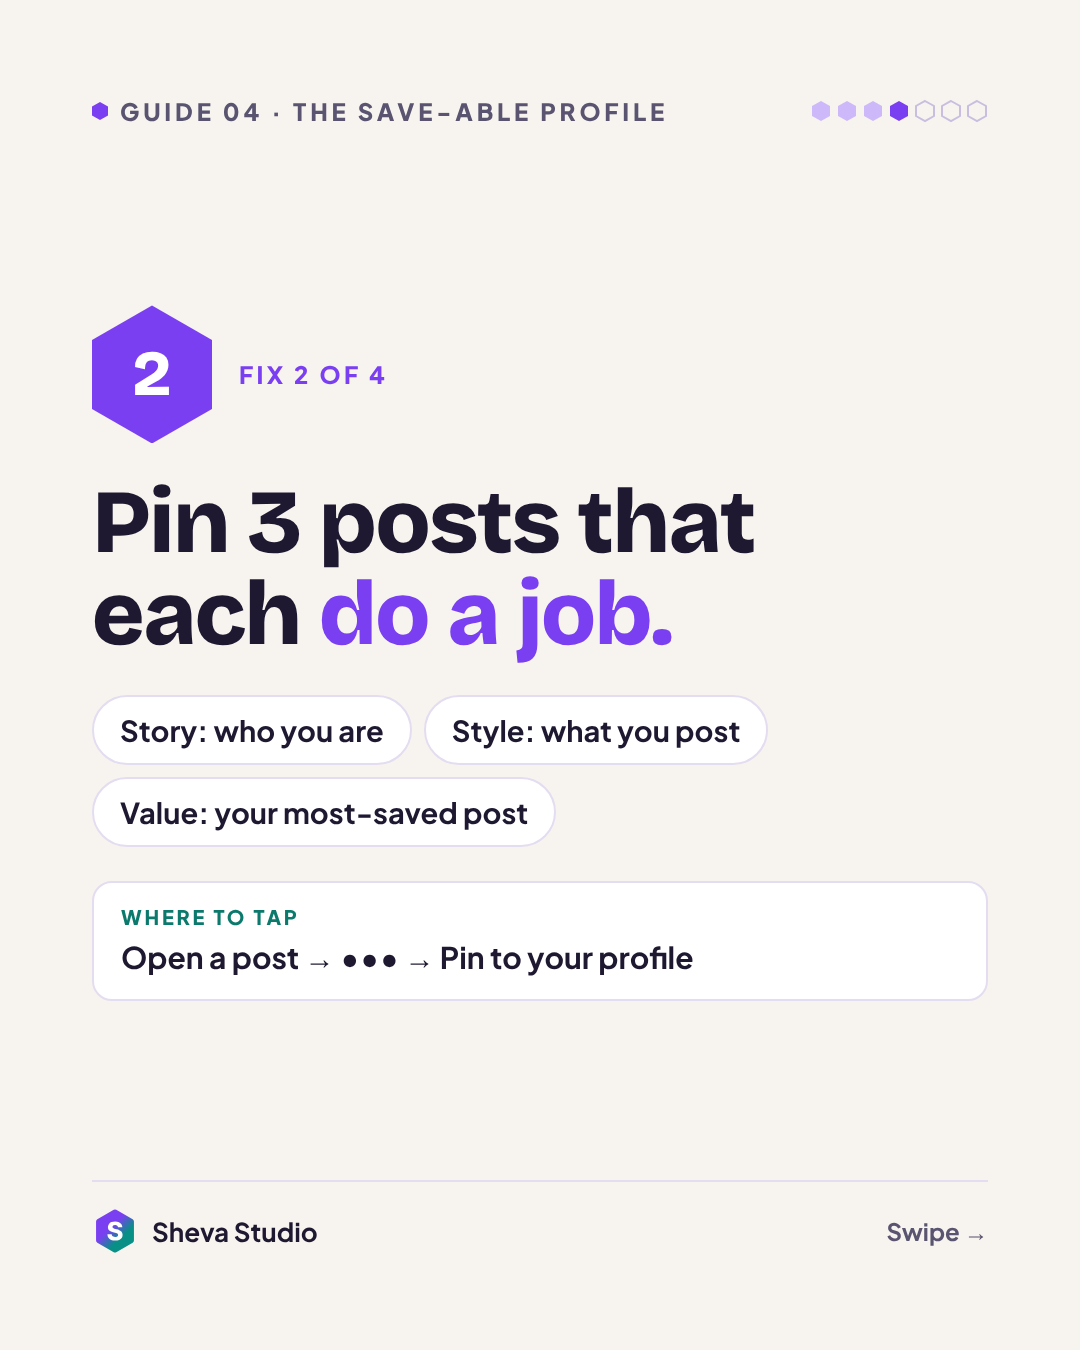 GUIDE 04 · THE SAVE-ABLE PROFILE
2
FIX 2 OF 4
Pin 3 posts that
each do a job.
Story: who you are
Style: what you post
Value: your most-saved post
WHERE TO TAP
Open a post → ••• → Pin to your profile
S
Sheva Studio
Swipe →